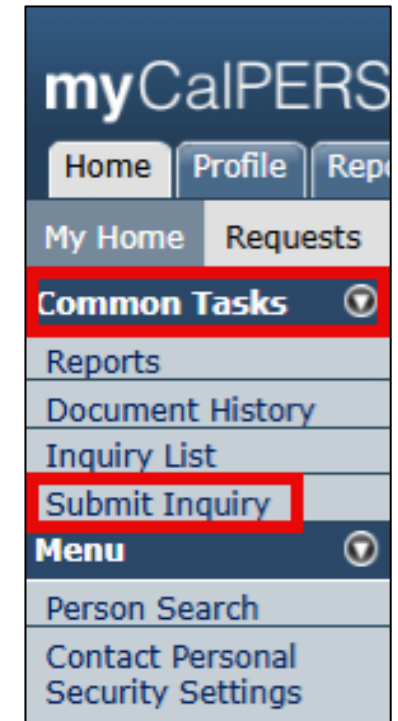 myCalPERS
Home Profile Rep
My Home Requests
Common Tasks
Reports
Document History
Inquiry List
Submit Inquiry
Menu
Person Search
Contact Personal
Security Settings